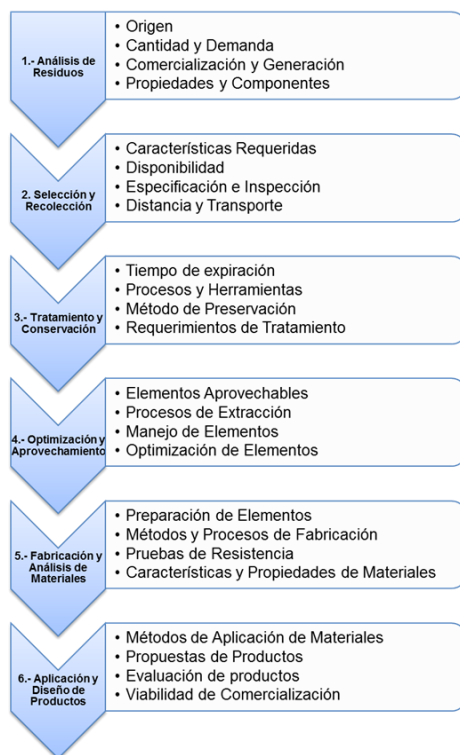 1.- Análisis de
Residuos
• Origen
• Cantidad y Demanda
• Comercialización y Generación
• Propiedades y Componentes
2. Selección y
Recolección
• Características Requeridas
• Disponibilidad
• Especificación e Inspección
• Distancia y Transporte
3.- Tratamiento y
Conservación
• Tiempo de expiración
• Procesos y Herramientas
• Método de Preservación
• Requerimientos de Tratamiento
4.- Optimización y
Aprovechamiento
• Elementos Aprovechables
• Procesos de Extracción
• Manejo de Elementos
• Optimización de Elementos
5.- Fabricación y
Análisis de
Materiales
• Preparación de Elementos
• Métodos y Procesos de Fabricación
• Pruebas de Resistencia
• Características y Propiedades de Materiales
6.- Aplicación y
Diseño de
Productos
• Métodos de Aplicación de Materiales
• Propuestas de Productos
• Evaluación de productos
• Viabilidad de Comercialización